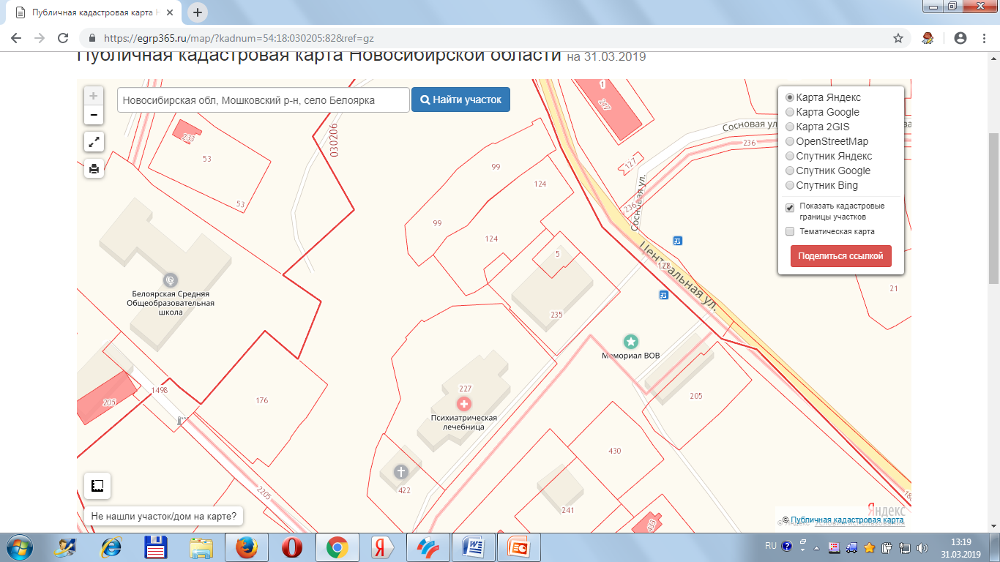 Публичная кадастровая карта Н
https://egrp365.ru/map/?kadnum=54:18:030205:82&ref=gz
Публичная кадастровая карта Новосибирской области на 31.03.2019
Новосибирская обл, Мошковский р-н, село Белоярка
Найти участок
Карта Яндекс
Карта Google
Карта 2GIS
OpenStreetMap
Спутник Яндекс
Спутник Google
Спутник Bing
Показать кадастровые
границы участков
Тематическая карта
Поделиться ссылкой
1
247
Сосновая ул.
236
127
Сосновая ул.
236
233
53
53
030206
99
124
99
124
5
235
Центральная ул.
128
21
Белоярская Средняя
Общеобразовательная
школа
Мемориал ВОВ
205
1498
205
176
227
Психиатрическая
лечебница
430
422
2205
241
433
Не нашли участок/дом на карте?
Яндекс
© Публичная кадастровая карта
© Яндекс Условия использования
RU
13:19
31.03.2019